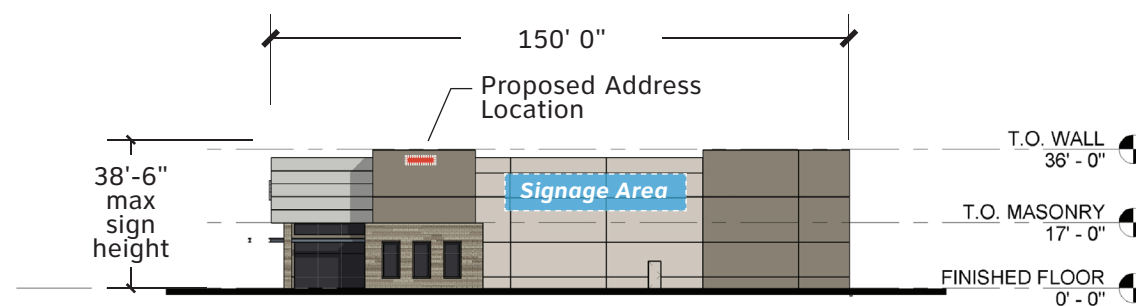 150' 0"
Proposed Address
Location
38'-6"
max
sign
height
Signage Area
T.O. WALL
36' - 0"
T.O. MASONRY
17' - 0"
FINISHED FLOOR
0' - 0"